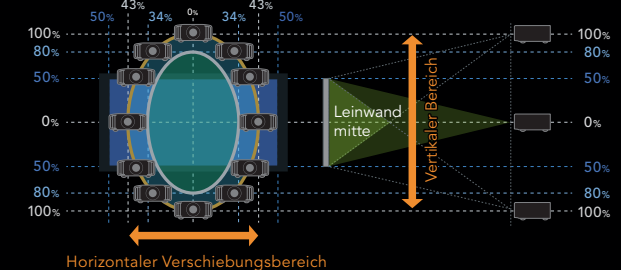 43% 43%
50% 34% 0% 34% 50%
100% 100%
80% 80%
50% 50%
Leinwand
mitte
0% 0%
Vertikaler Bereich
50% 50%
80% 80%
100% 100%
Horizontaler Verschiebungsbereich